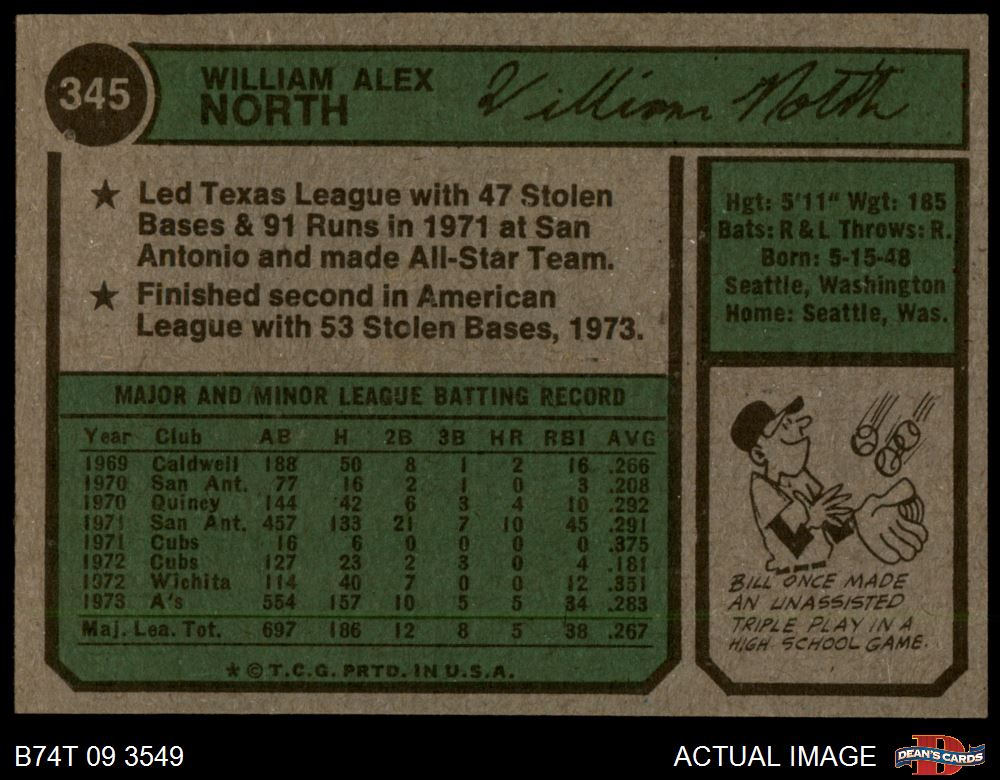 345
WILLIAM ALEX
NORTH
William North
★ Led Texas League with 47 Stolen
Bases & 91 Runs in 1971 at San
Antonio and made All-Star Team.
★ Finished second in American
League with 53 Stolen Bases, 1973.
Hgt: 5'11" Wgt: 185
Bats: R & L Throws: R.
Born: 5-15-48
Seattle, Washington
Home: Seattle, Was.
MAJOR AND MINOR LEAGUE BATTING RECORD
Year Club AB H 2B 3B HR RBI AVG
1969 Caldwell 188 50 8 1 2 16 .266
1970 San Ant. 77 16 2 1 0 3 .208
1970 Quincy 144 42 6 3 4 10 .292
1971 San Ant. 457 133 21 7 10 45 .291
1971 Cubs 16 6 0 0 0 0 .375
1972 Cubs 127 23 2 3 0 4 .181
1972 Wichita 114 40 7 0 0 12 .351
1973 A's 554 157 10 5 5 34 .283
Maj. Lea. Tot. 697 186 12 8 5 38 .267
★ © T.C.G. PRTD. IN U.S.A.
BILL ONCE MADE
AN UNASSISTED
TRIPLE PLAY IN A
HIGH SCHOOL GAME.
B74T 09 3549
ACTUAL IMAGE
DEAN'S CARDS